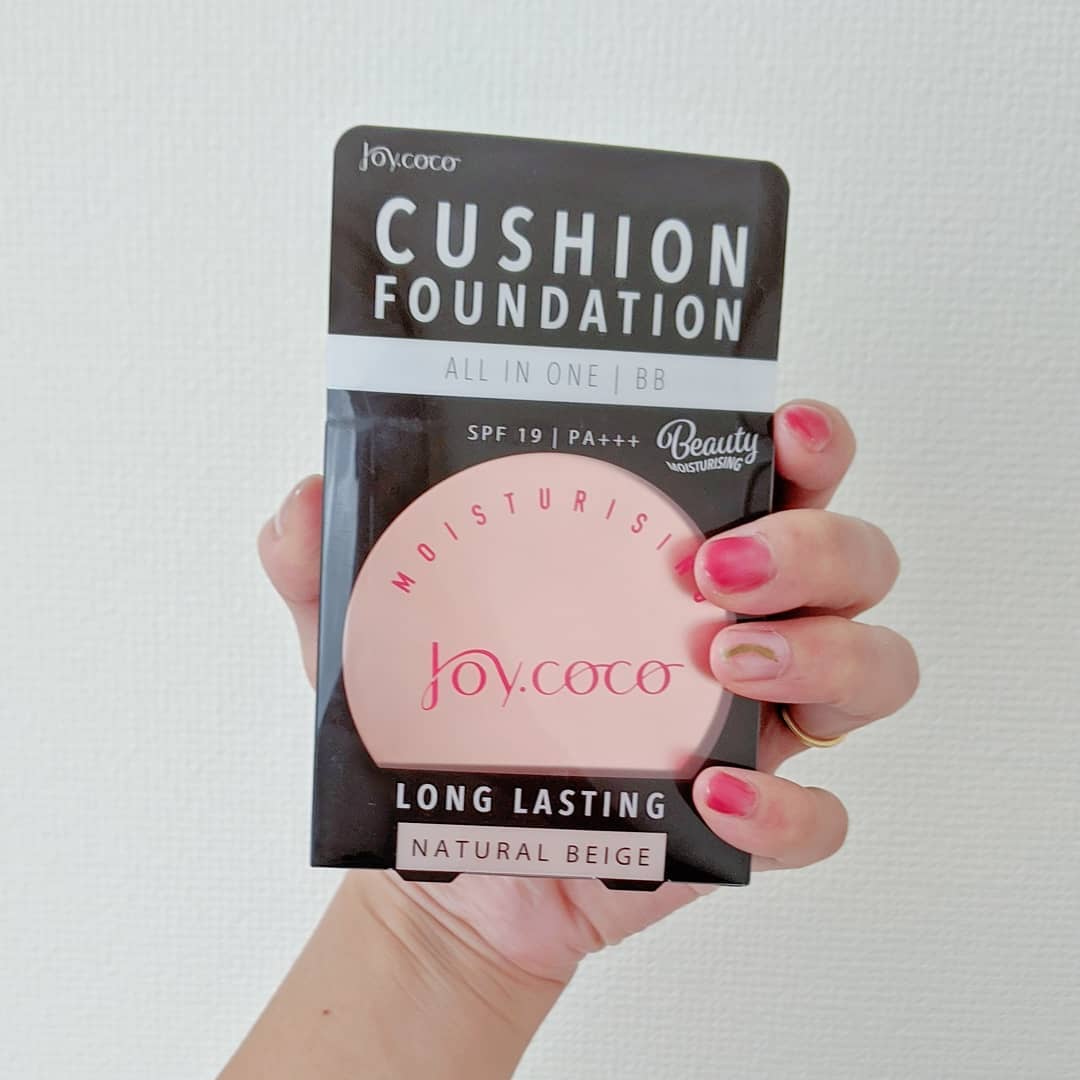 Joy.coco
CUSHION
FOUNDATION
ALL IN ONE | BB
SPF 19 | PA+++
Beauty
MOISTURISING
Joy.coco
LONG LASTING
NATURAL BEIGE